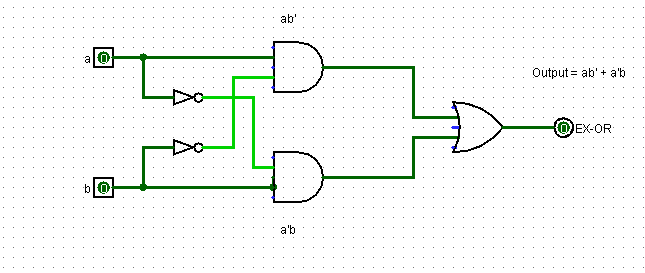 ab'
a
Output = ab' + a'b
EX-OR
b
a'b